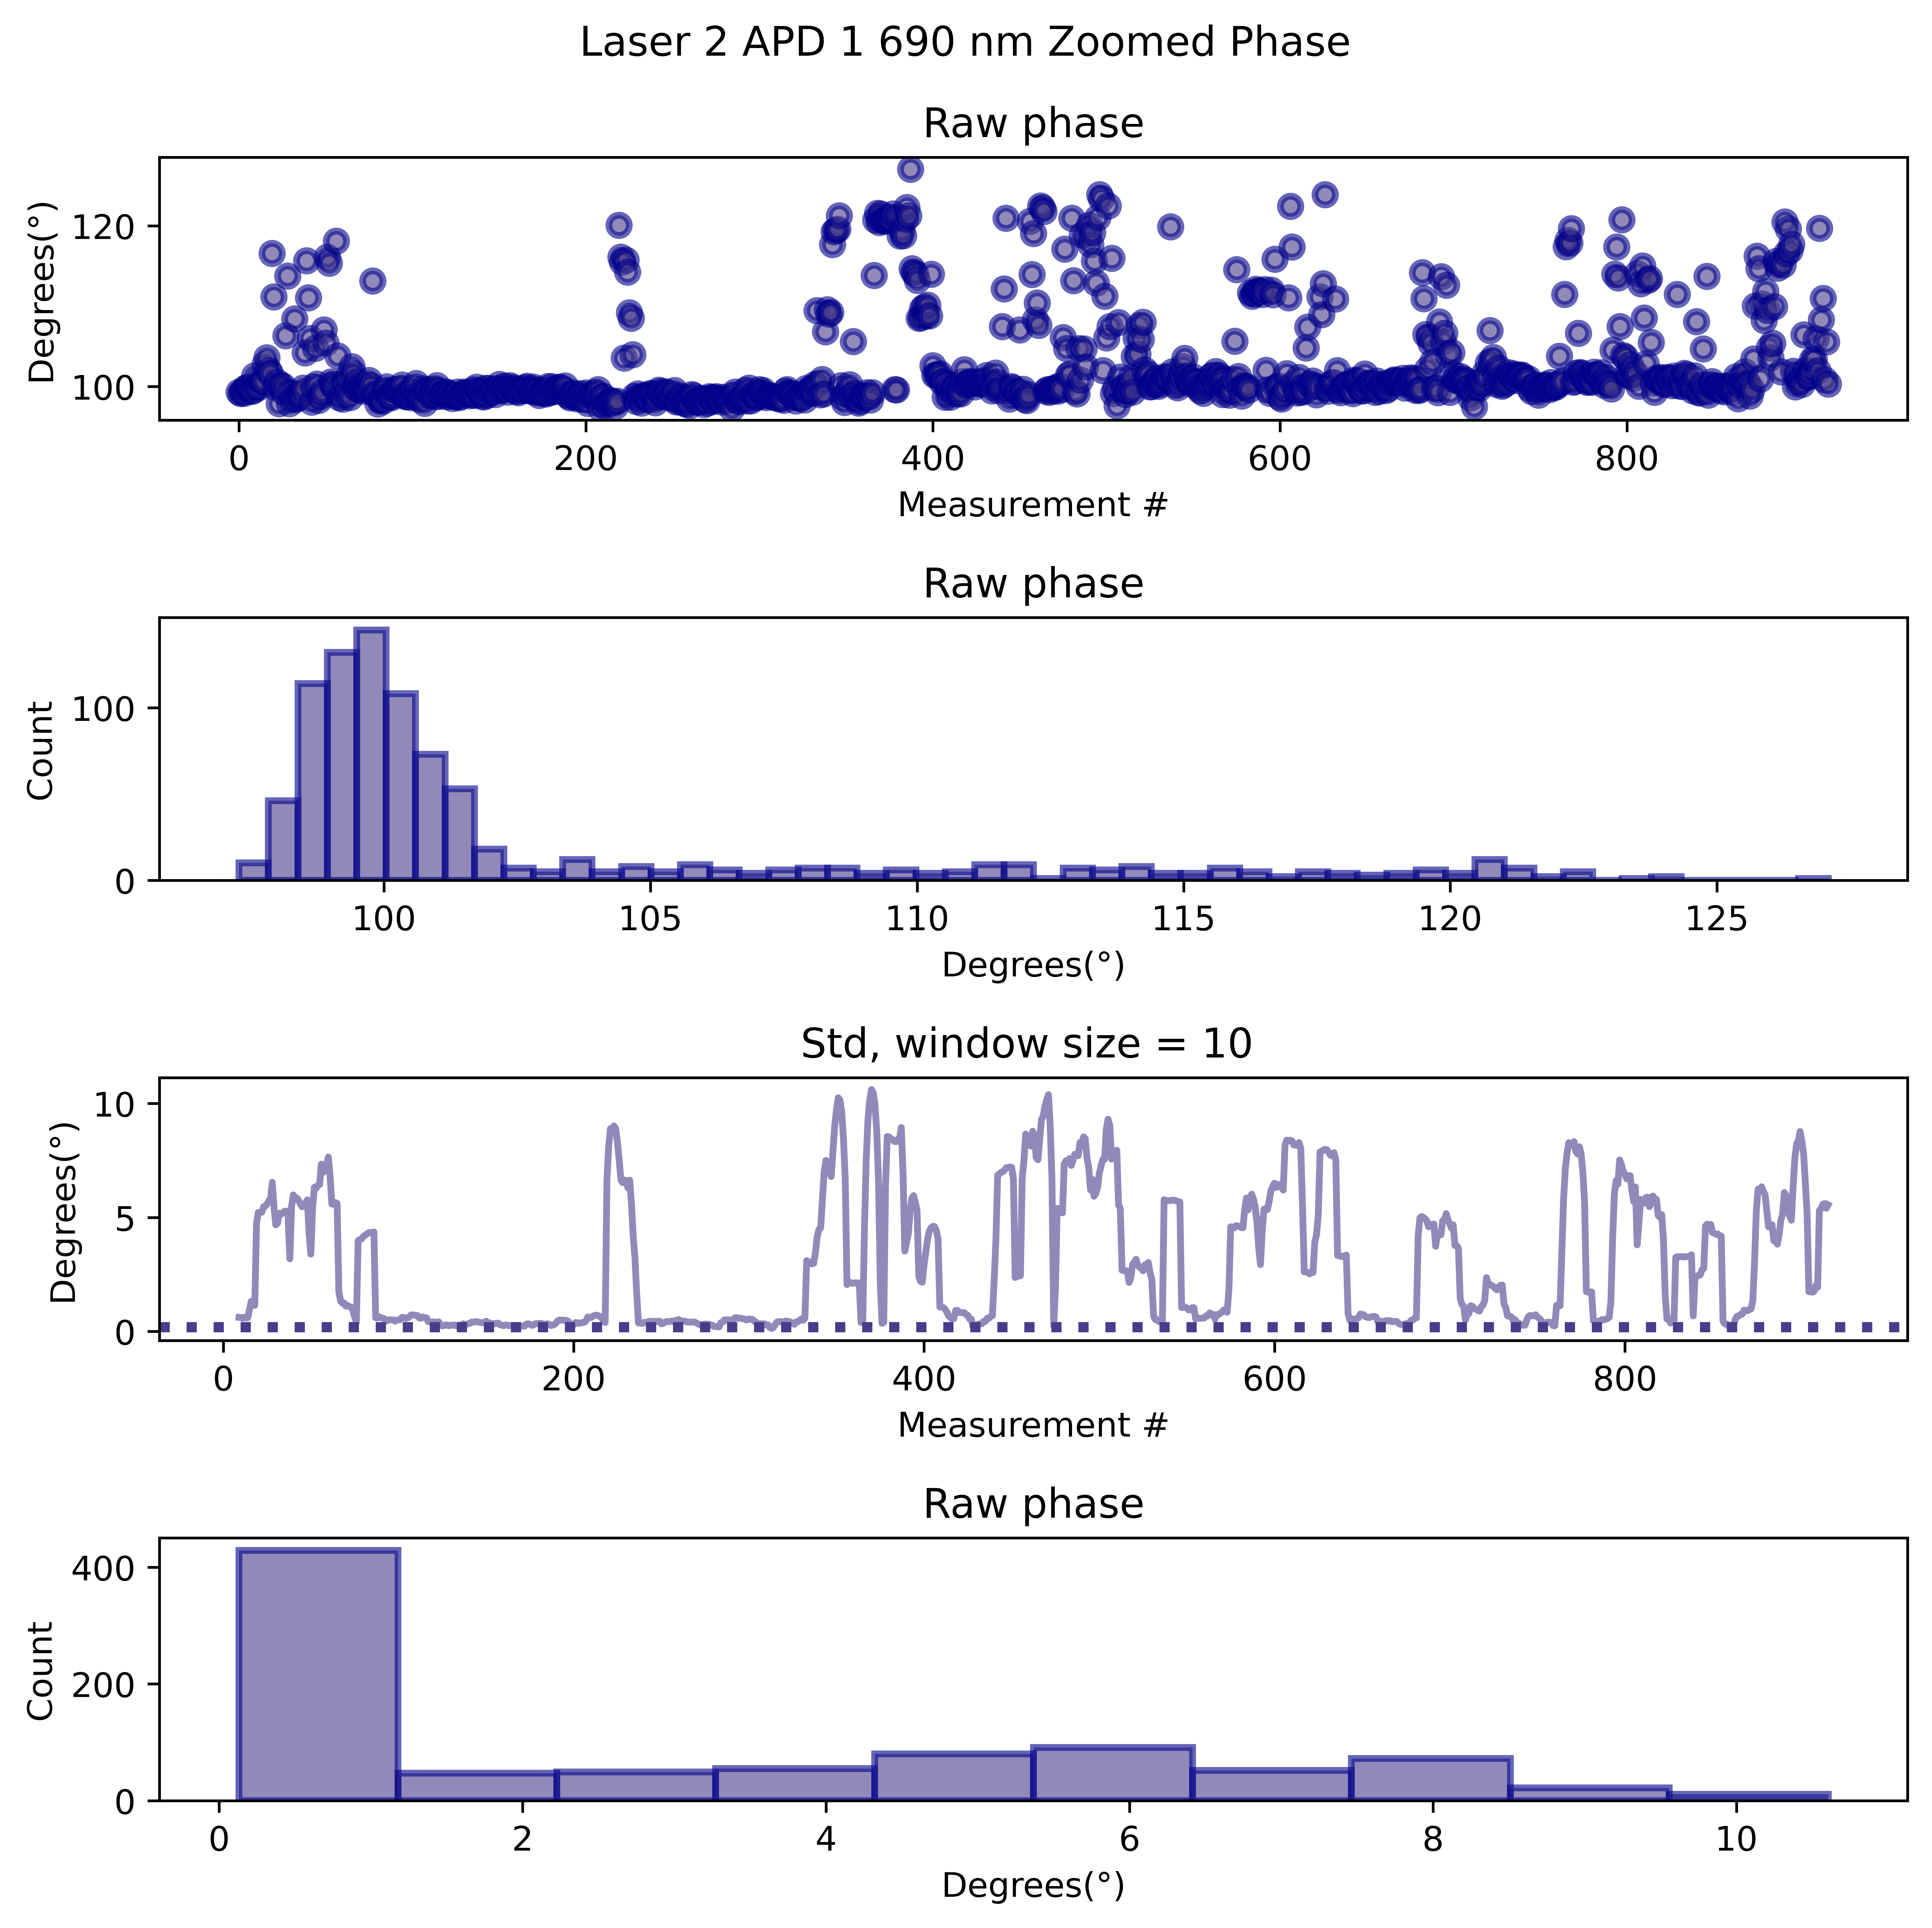 Laser 2 APD 1 690 nm Zoomed Phase
Raw phase
Degrees(°)
120
100
0 200 400 600 800
Measurement #
Raw phase
Count
100
0
100 105 110 115 120 125
Degrees(°)
Std, window size = 10
Degrees(°)
10
5
0
0 200 400 600 800
Measurement #
Raw phase
Count
400
200
0
0 2 4 6 8 10
Degrees(°)